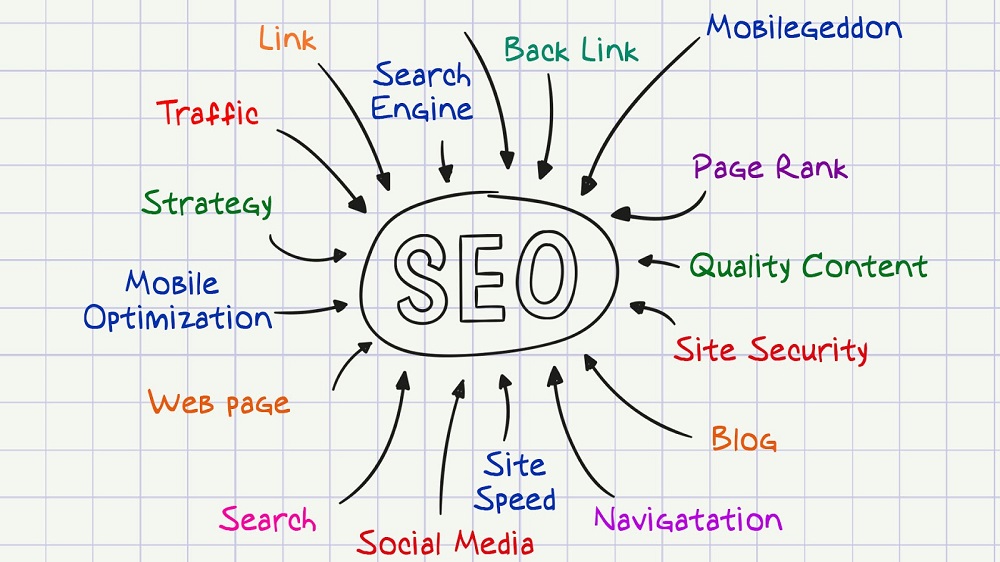 Link
Back Link
Mobilegeddon
Search
Engine
Traffic
Page Rank
Strategy
SEO
Quality Content
Mobile
Optimization
Site Security
Web page
Blog
Site
Speed
Search
Navigatation
Social Media